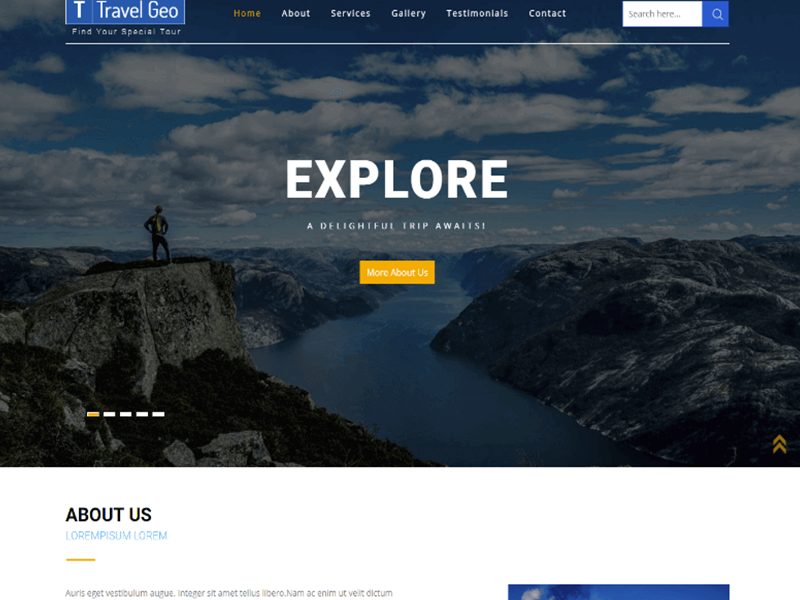 T Travel Geo
Find Your Special Tour
Home About Services Gallery Testimonials Contact
Search here...
EXPLORE
A DELIGHTFUL TRIP AWAITS!
More About Us
ABOUT US
LOREMPISUM LOREM
Auris eget vestibulum augue. Integer sit amet tellus libero.Nam ac enim ut velit dictum